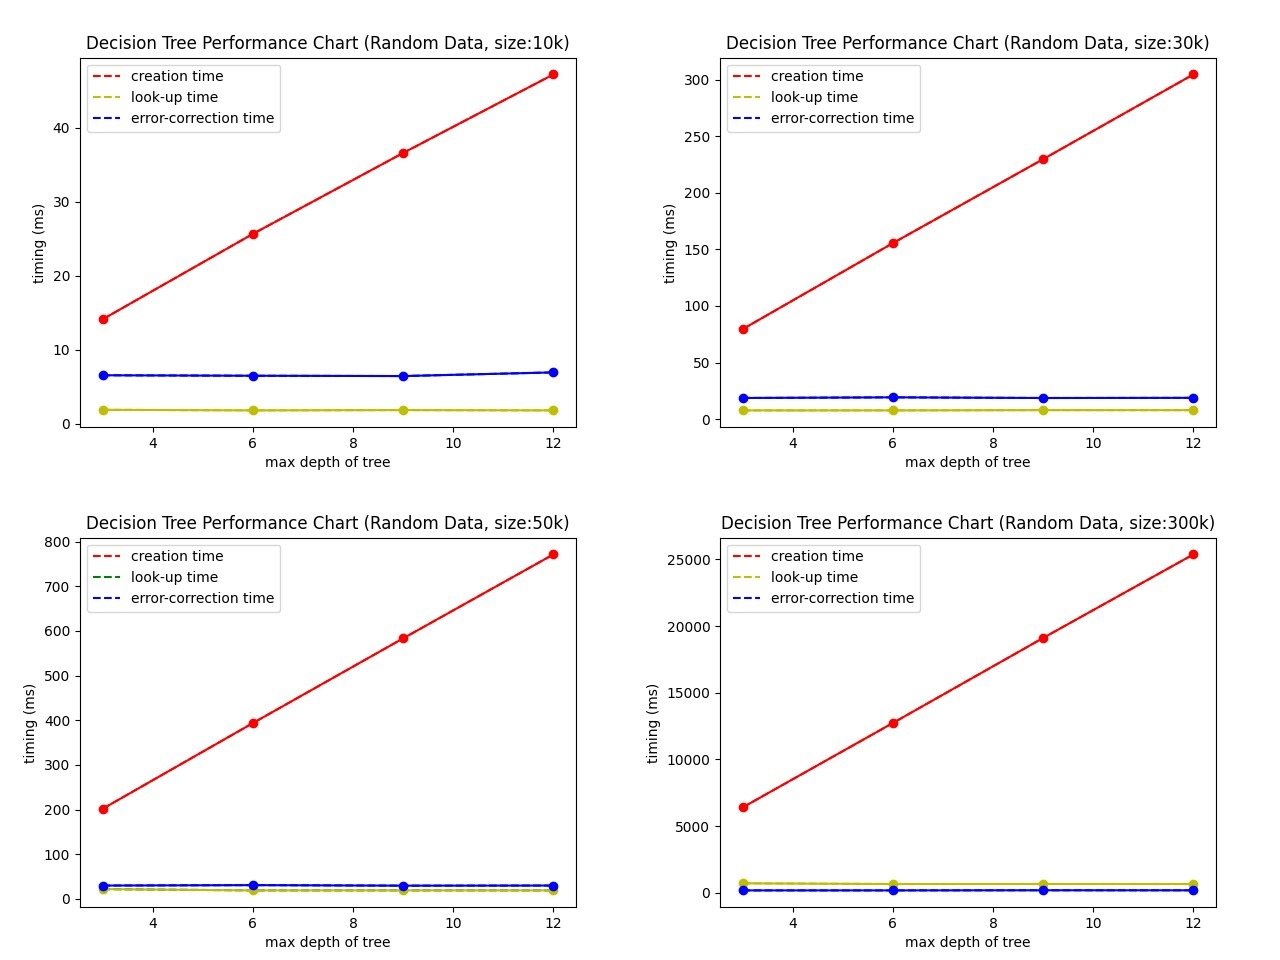 Decision Tree Performance Chart (Random Data, size:10k)
creation time
look-up time
error-correction time
timing (ms)
40
30
20
10
0
4 6 8 10 12
max depth of tree
Decision Tree Performance Chart (Random Data, size:30k)
creation time
look-up time
error-correction time
timing (ms)
300
250
200
150
100
50
0
4 6 8 10 12
max depth of tree
Decision Tree Performance Chart (Random Data, size:50k)
creation time
look-up time
error-correction time
timing (ms)
800
700
600
500
400
300
200
100
0
4 6 8 10 12
max depth of tree
Decision Tree Performance Chart (Random Data, size:300k)
creation time
look-up time
error-correction time
timing (ms)
25000
20000
15000
10000
5000
0
4 6 8 10 12
max depth of tree